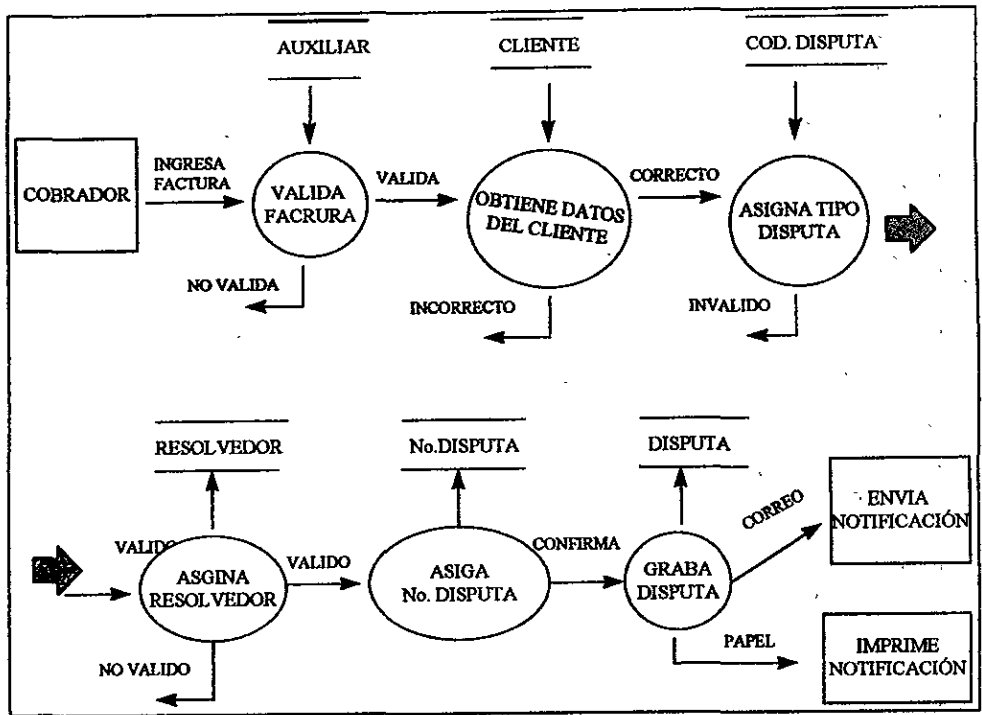 AUXILIAR
CLIENTE
COD. DISPUTA
COBRADOR
INGRESA
FACTURA
VALIDA
FACRURA
VALIDA
OBTIENE DATOS
DEL CLIENTE
CORRECTO
ASIGNA TIPO
DISPUTA
NO VALIDA
INCORRECTO
INVALIDO
RESOLVEDOR
No.DISPUTA
DISPUTA
VALIDO
ASGINA
RESOLVEDOR
VALIDO
ASIGA
No. DISPUTA
CONFIRMA
GRABA
DISPUTA
CORREO
ENVIA
NOTIFICACIÓN
NO VALIDO
PAPEL
IMPRIME
NOTIFICACIÓN